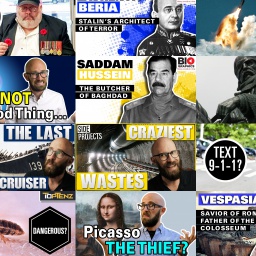 BERIA
STALIN'S ARCHITECT
OF TERROR
NOT
od Thing...
SADDAM
HUSSEIN
THE BUTCHER
OF BAGHDAD
BIO
THE LAST
139
CRUISER
TOPTENZ
SIDE
PROJECTS
CRAZIEST
WASTES
TEXT
9-1-1?
DANGEROUS?
Picasso
THE THIEF?
VESPASIA
SAVIOR OF ROM
FATHER OF THE
COLOSSEUM